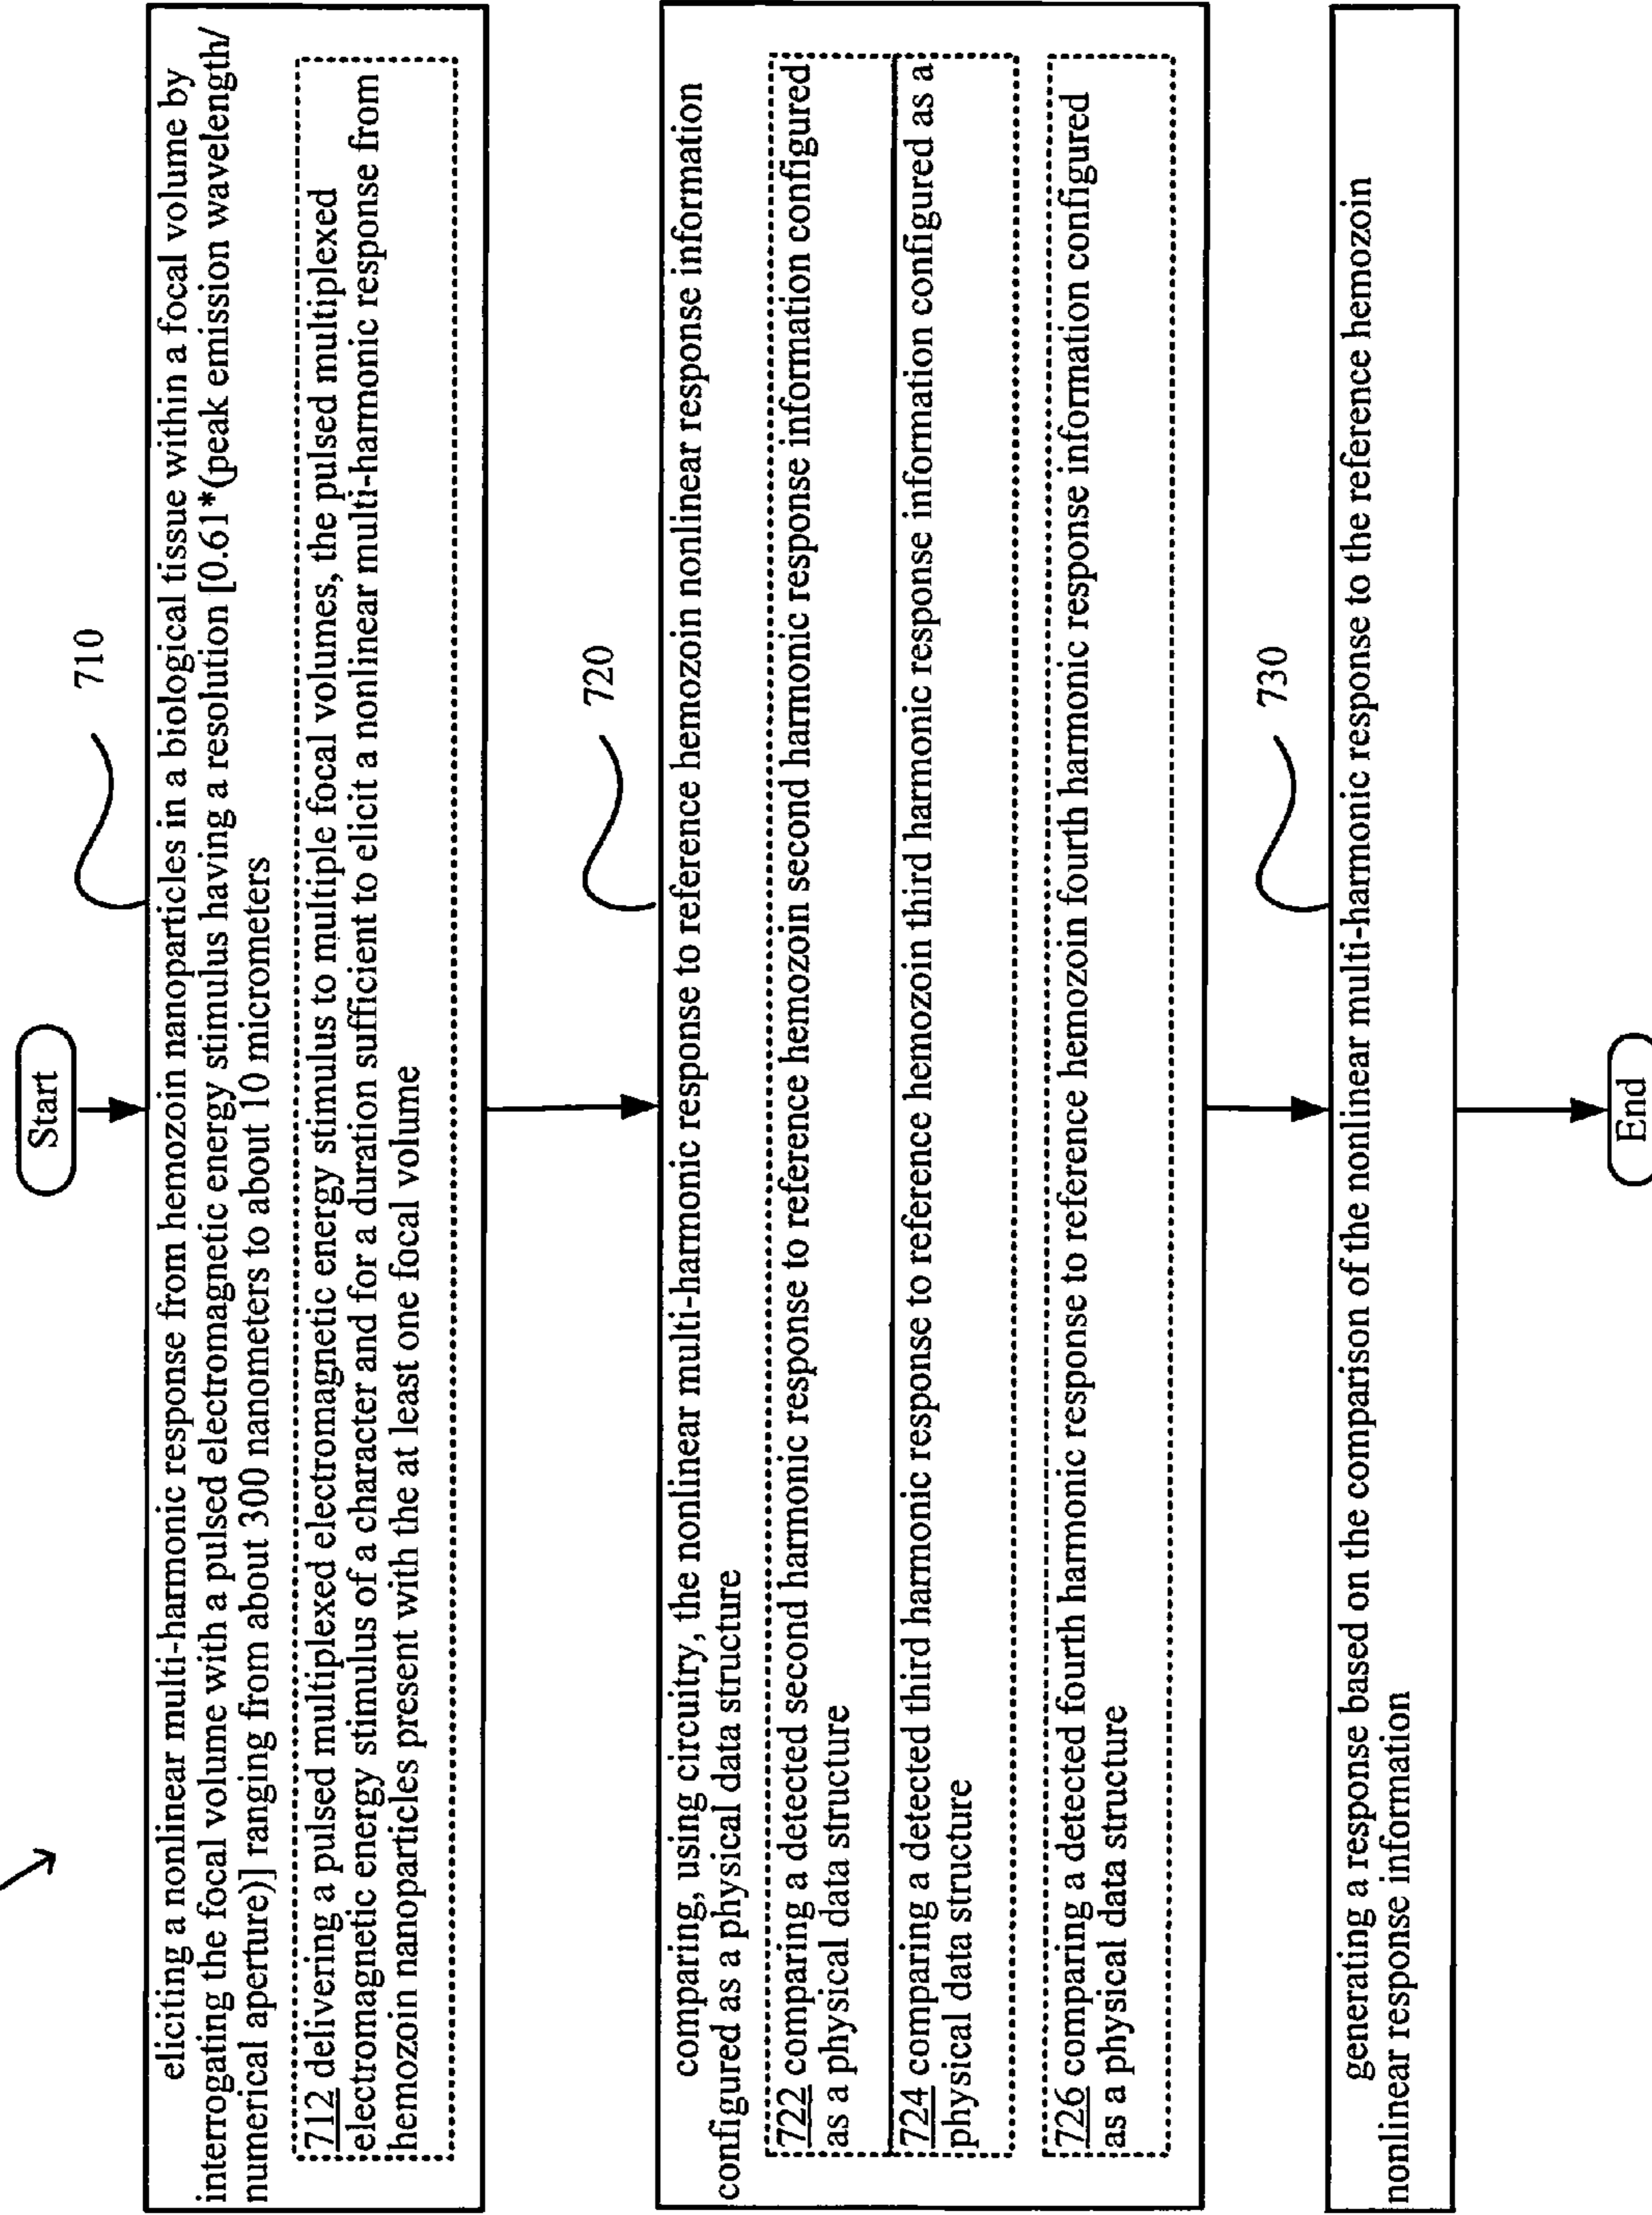 Start
710
eliciting a nonlinear multi-harmonic response from hemozoin nanoparticles in a biological tissue within a focal volume by
interrogating the focal volume with a pulsed electromagnetic energy stimulus having a resolution [0.61*(peak emission wavelength/
numerical aperture)] ranging from about 300 nanometers to about 10 micrometers
712 delivering a pulsed multiplexed electromagnetic energy stimulus to multiple focal volumes, the pulsed multiplexed
electromagnetic energy stimulus of a character and for a duration sufficient to elicit a nonlinear multi-harmonic response from
hemozoin nanoparticles present with the at least one focal volume
720
comparing, using circuitry, the nonlinear multi-harmonic response to reference hemozoin nonlinear response information
configured as a physical data structure
722 comparing a detected second harmonic response to reference hemozoin second harmonic response information configured
as a physical data structure
724 comparing a detected third harmonic response to reference hemozoin third harmonic response information configured as a
physical data structure
726 comparing a detected fourth harmonic response to reference hemozoin fourth harmonic response information configured
as a physical data structure
730
generating a response based on the comparison of the nonlinear multi-harmonic response to the reference hemozoin
nonlinear response information
End